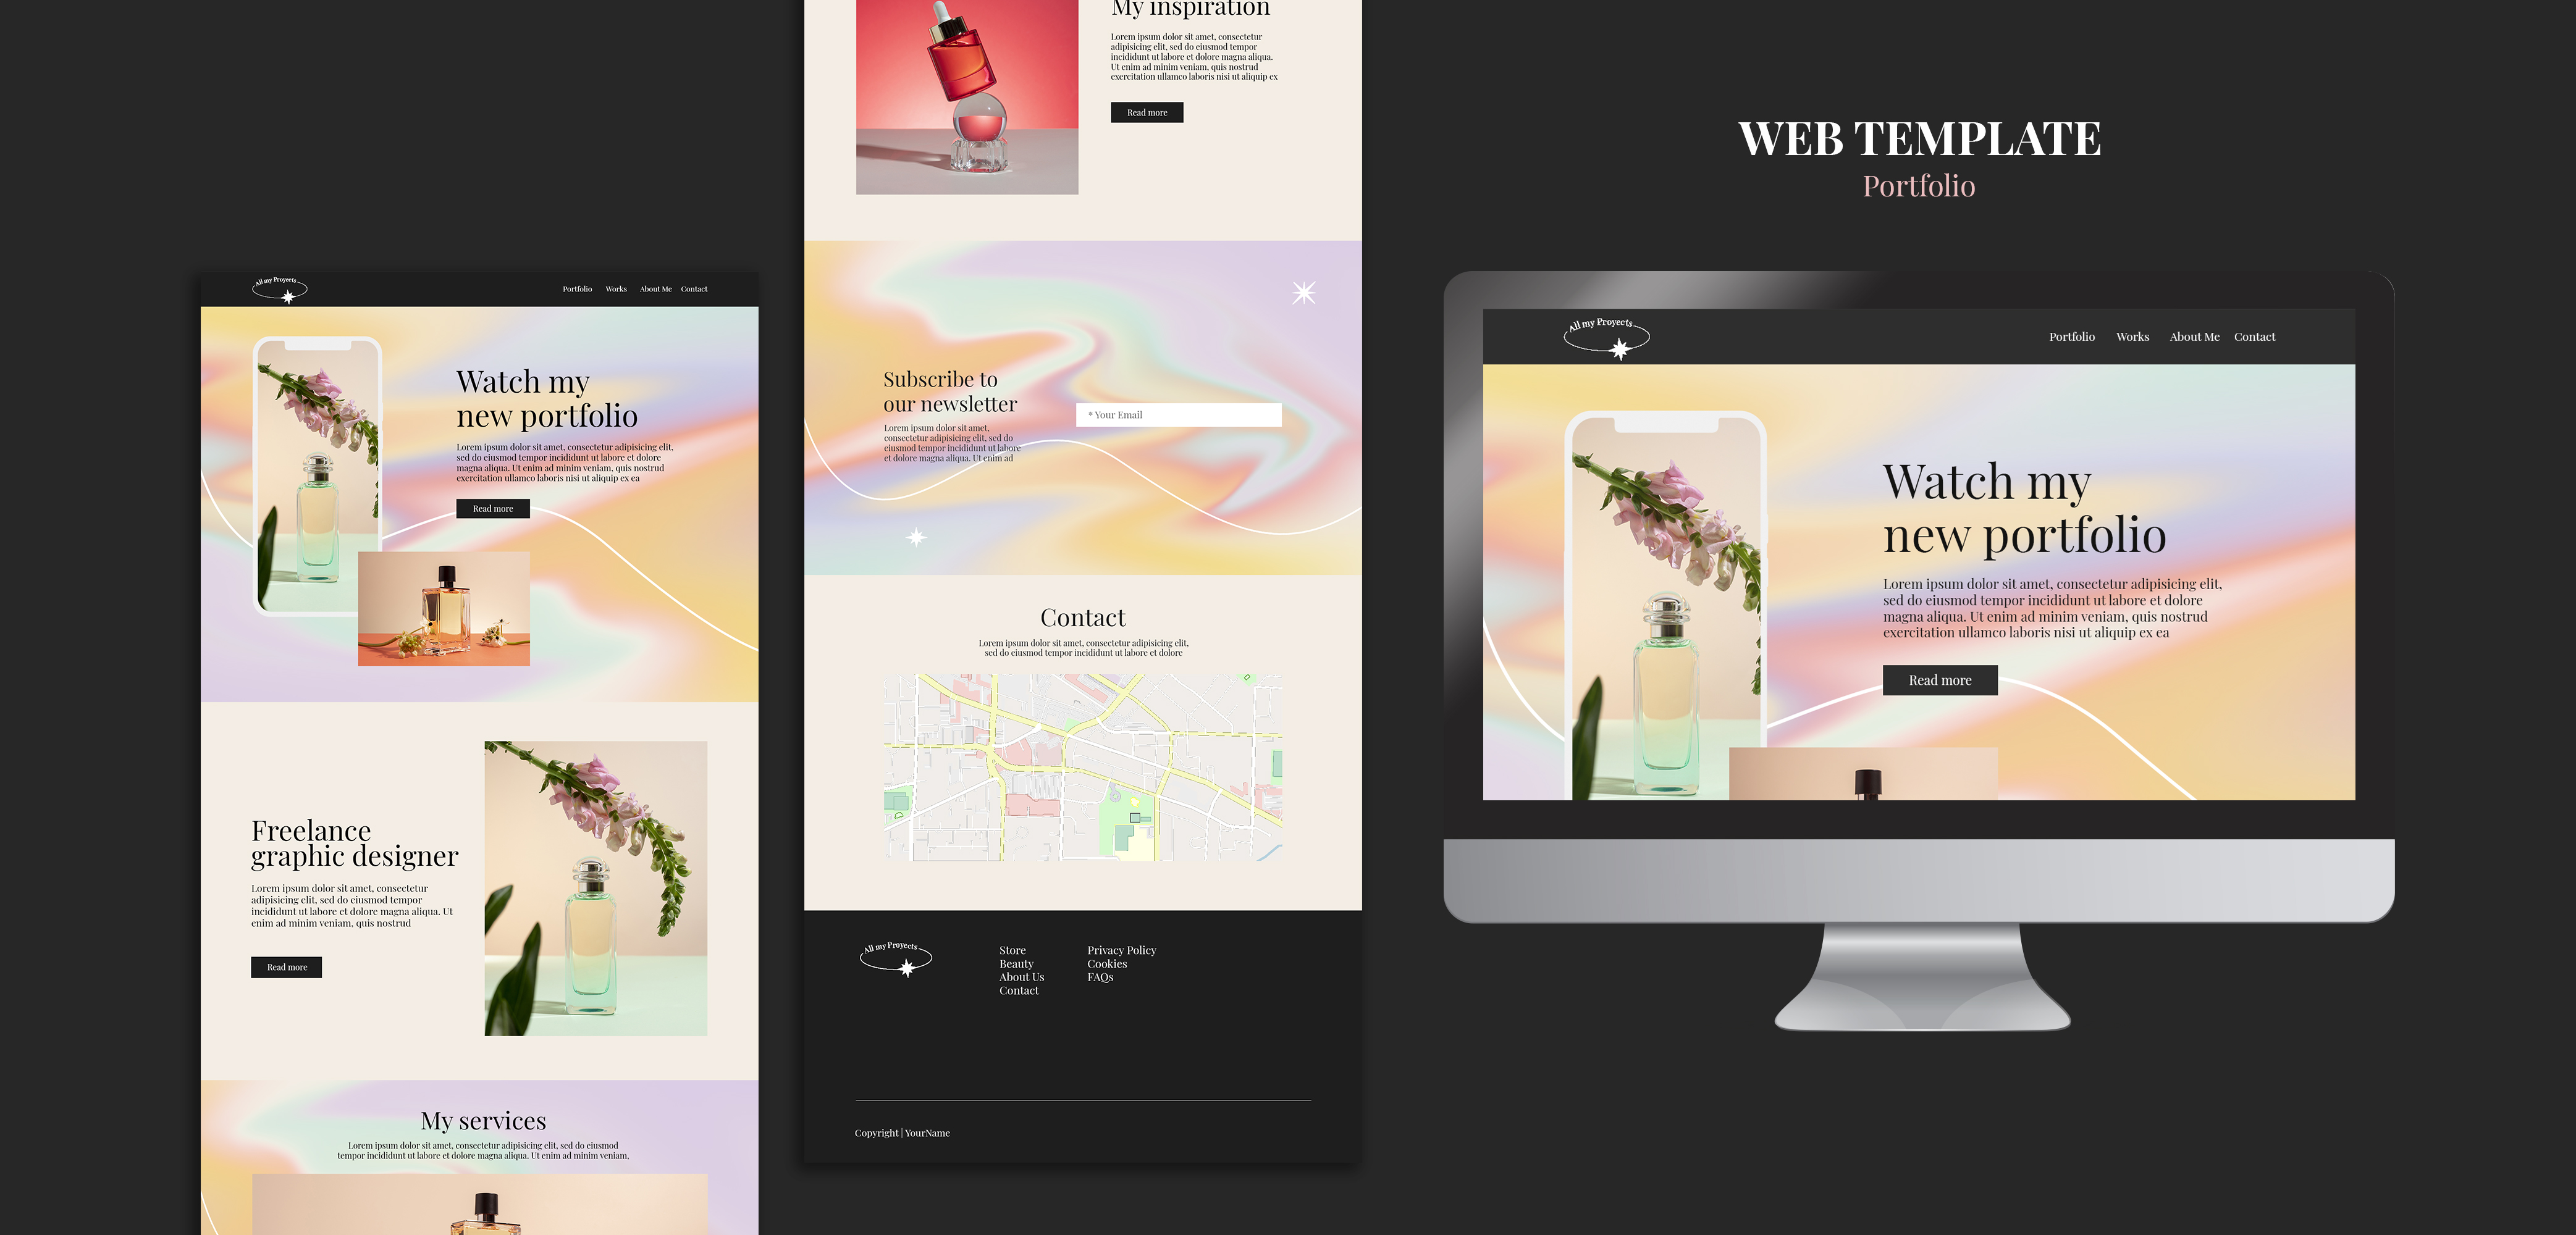 All my Proyects
Portfolio Works About Me Contact
Watch my
new portfolio
Lorem ipsum dolor sit amet, consectetur adipisicing elit,
sed do eiusmod tempor incididunt ut labore et dolore
magna aliqua. Ut enim ad minim veniam, quis nostrud
exercitation ullamco laboris nisi ut aliquip ex ea
Read more
Freelance
graphic designer
Lorem ipsum dolor sit amet, consectetur
adipisicing elit, sed do eiusmod tempor
incididunt ut labore et dolore magna aliqua. Ut
enim ad minim veniam, quis nostrud
Read more
My services
Lorem ipsum dolor sit amet, consectetur adipisicing elit, sed do eiusmod
tempor incididunt ut labore et dolore magna aliqua. Ut enim ad minim veniam,
My inspiration
Lorem ipsum dolor sit amet, consectetur
adipisicing elit, sed do eiusmod tempor
incididunt ut labore et dolore magna aliqua.
Ut enim ad minim veniam, quis nostrud
exercitation ullamco laboris nisi ut aliquip ex
Read more
Subscribe to
our newsletter
Lorem ipsum dolor sit amet,
consectetur adipisicing elit, sed do
eiusmod tempor incididunt ut labore
et dolore magna aliqua. Ut enim ad
* Your Email
Contact
Lorem ipsum dolor sit amet, consectetur adipisicing elit,
sed do eiusmod tempor incididunt ut labore et dolore
All my Proyects
Store
Beauty
About Us
Contact
Privacy Policy
Cookies
FAQs
Copyright | YourName
WEB TEMPLATE
Portfolio
All my Proyects
Portfolio Works About Me Contact
Watch my
new portfolio
Lorem ipsum dolor sit amet, consectetur adipisicing elit,
sed do eiusmod tempor incididunt ut labore et dolore
magna aliqua. Ut enim ad minim veniam, quis nostrud
exercitation ullamco laboris nisi ut aliquip ex ea
Read more